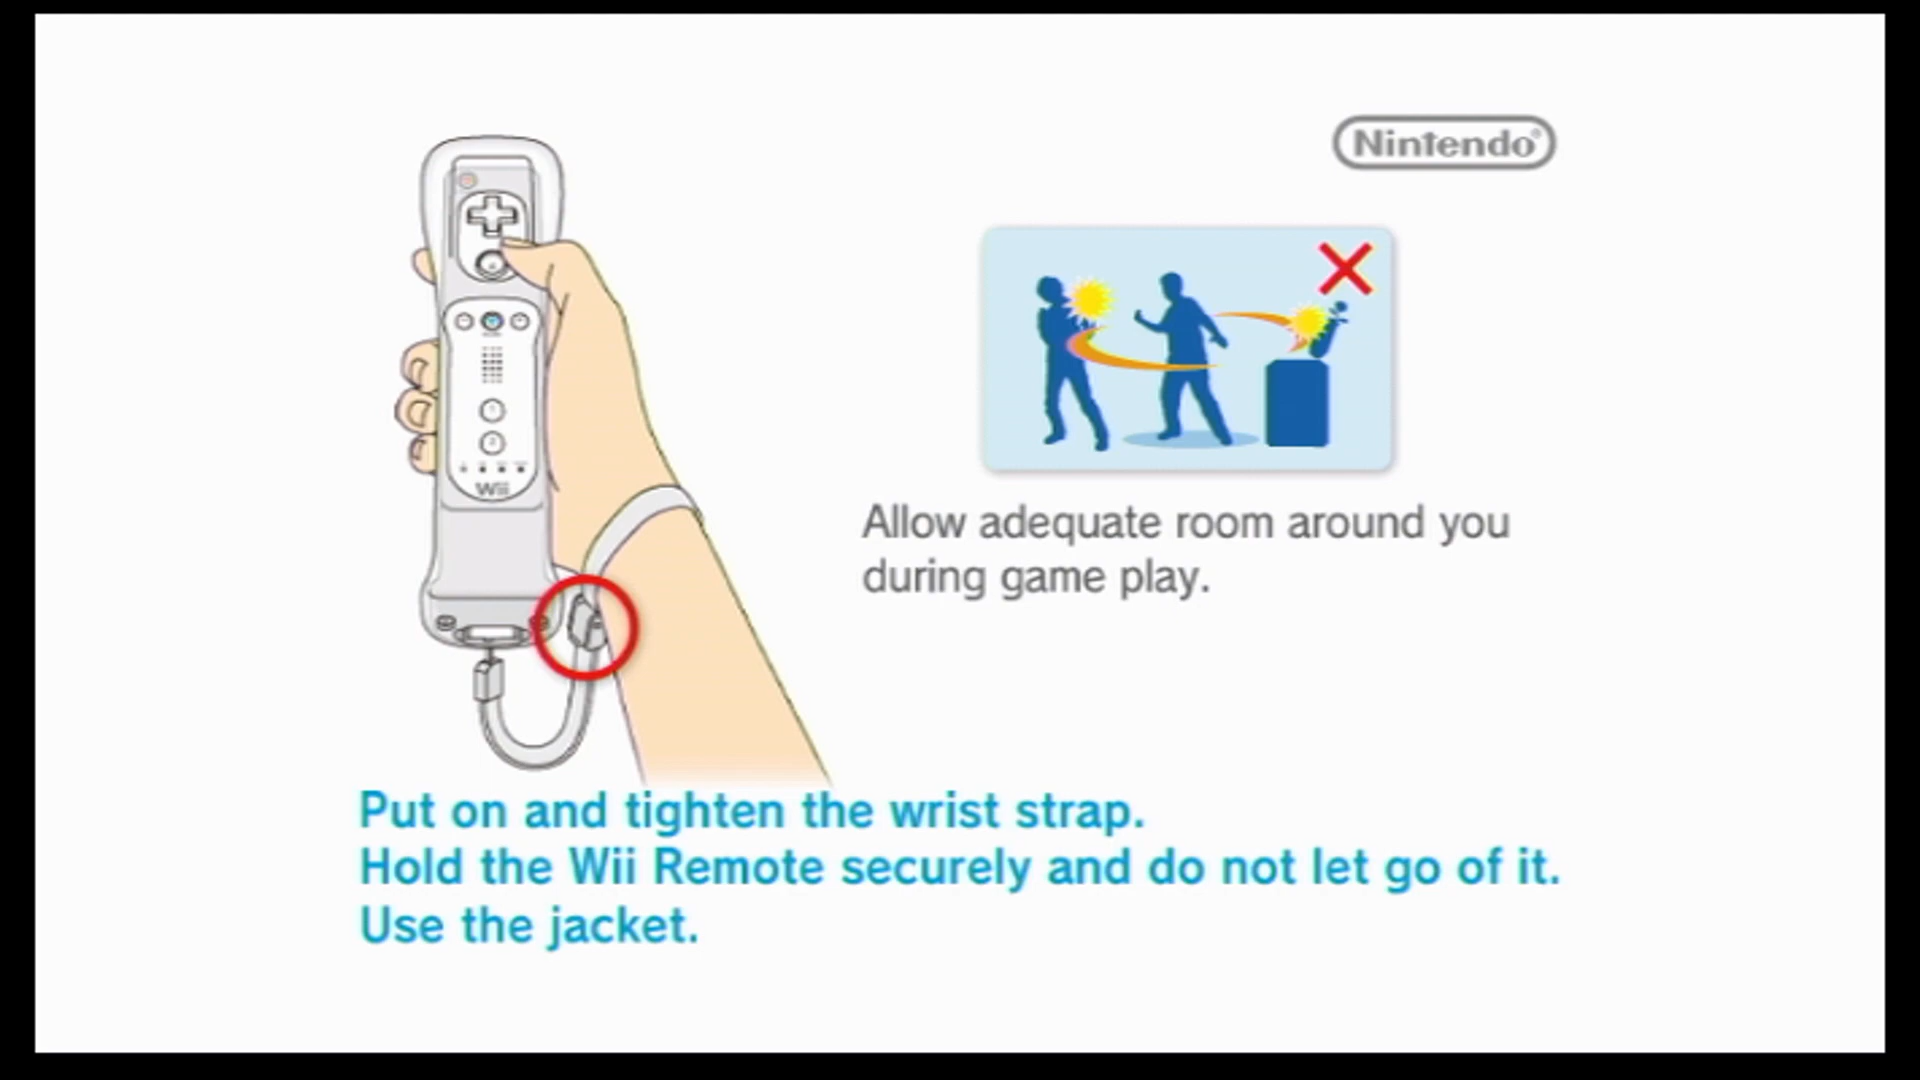 Nintendo®
Wii
Allow adequate room around you
during game play.
Put on and tighten the wrist strap.
Hold the Wii Remote securely and do not let go of it.
Use the jacket.